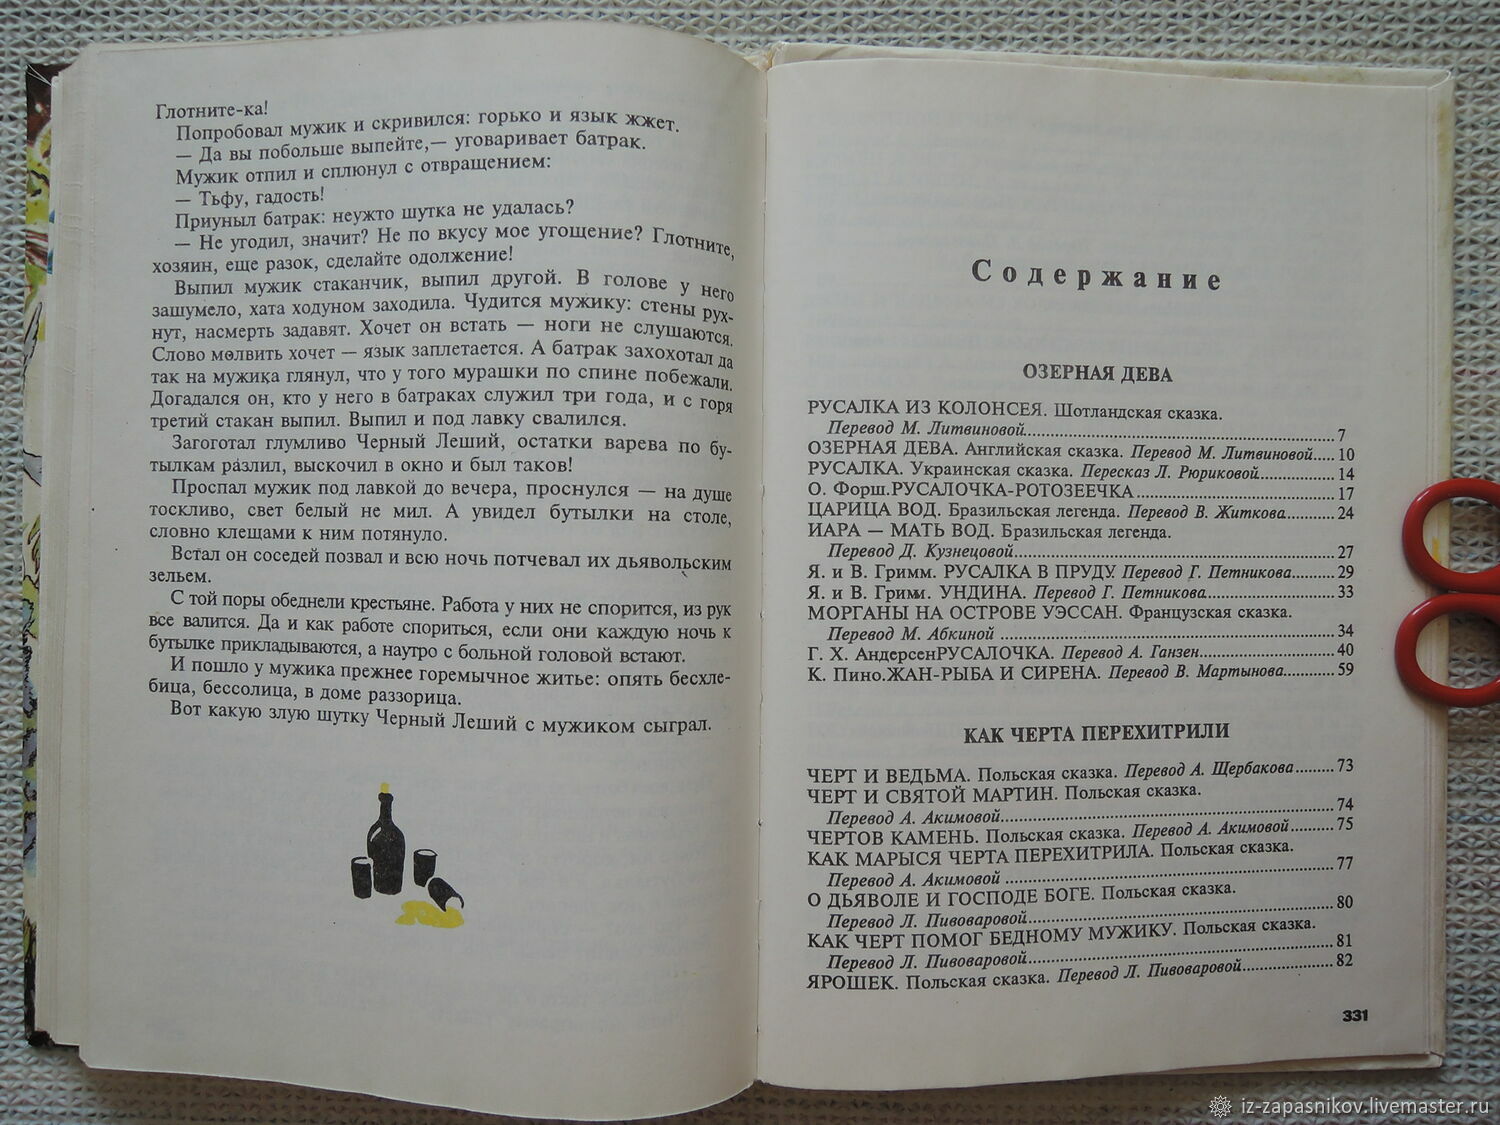 Глотните-ка!
Попробовал мужик и скривился: горько и язык жжет.
— Да вы побольше выпейте,— уговаривает батрак.
Мужик отпил и сплюнул с отвращением:
— Тьфу, гадость!
Приуныл батрак: неужто шутка не удалась?
— Не угодил, значит? Не по вкусу мое угощение? Глотните,
хозяин, еще разок, сделайте одолжение!
Выпил мужик стаканчик, выпил другой. В голове у него
зашумело, хата ходуном заходила. Чудится мужику: стены рух-
нут, насмерть задавят. Хочет он встать — ноги не слушаются.
Слово молвить хочет — язык заплетается. А батрак захохотал да
так на мужика глянул, что у того мурашки по спине побежали.
Догадался он, кто у него в батраках служил три года, и с горя
третий стакан выпил. Выпил и под лавку свалился.
Загоготал глумливо Черный Леший, остатки варева по бу-
тылкам разлил, выскочил в окно и был таков!
Проспал мужик под лавкой до вечера, проснулся — на душе
тоскливо, свет белый не мил. А увидел бутылки на столе,
словно клещами к ним потянуло.
Встал он соседей позвал и всю ночь потчевал их дьявольским
зельем.
С той поры обеднели крестьяне. Работа у них не спорится, из рук
все валится. Да и как работе спориться, если они каждую ночь к
бутылке прикладываются, а наутро с больной головой встают.
И пошло у мужика прежнее горемычное житье: опять бесхле-
бица, бессолица, в доме раззорица.
Вот какую злую шутку Черный Леший с мужиком сыграл.
Содержание
ОЗЕРНАЯ ДЕВА
РУСАЛКА ИЗ КОЛОНСЕЯ. Шотландская сказка.
Перевод М. Литвиновой..... 7
ОЗЕРНАЯ ДЕВА. Английская сказка. Перевод М. Литвиновой..... 10
РУСАЛКА. Украинская сказка. Пересказ Л. Рюриковой..... 14
О. Форш.РУСАЛОЧКА-РОТОЗЕЕЧКА..... 17
ЦАРИЦА ВОД. Бразильская легенда. Перевод В. Житкова..... 24
ИАРА — МАТЬ ВОД. Бразильская легенда.
Перевод Д. Кузнецовой..... 27
Я. и В. Гримм. РУСАЛКА В ПРУДУ. Перевод Г. Петникова..... 29
Я. и В. Гримм. УНДИНА. Перевод Г. Петникова..... 33
МОРГАНЫ НА ОСТРОВЕ УЭССАН. Французская сказка.
Перевод М. Абкиной ..... 34
Г. Х. АндерсенРУСАЛОЧКА. Перевод А. Ганзен..... 40
К. Пино.ЖАН-РЫБА И СИРЕНА. Перевод В. Мартынова..... 59
КАК ЧЕРТА ПЕРЕХИТРИЛИ
ЧЕРТ И ВЕДЬМА. Польская сказка. Перевод А. Щербакова..... 73
ЧЕРТ И СВЯТОЙ МАРТИН. Польская сказка.
Перевод А. Акимовой..... 74
ЧЕРТОВ КАМЕНЬ. Польская сказка. Перевод А. Акимовой..... 75
КАК МАРЫСЯ ЧЕРТА ПЕРЕХИТРИЛА. Польская сказка.
Перевод А. Акимовой ..... 77
О ДЬЯВОЛЕ И ГОСПОДЕ БОГЕ. Польская сказка.
Перевод Л. Пивоваровой..... 80
КАК ЧЕРТ ПОМОГ БЕДНОМУ МУЖИКУ. Польская сказка.
Перевод Л. Пивоваровой..... 81
ЯРОШЕК. Польская сказка. Перевод Л. Пивоваровой..... 82
331
iz-zapasnikov.livemaster.ru